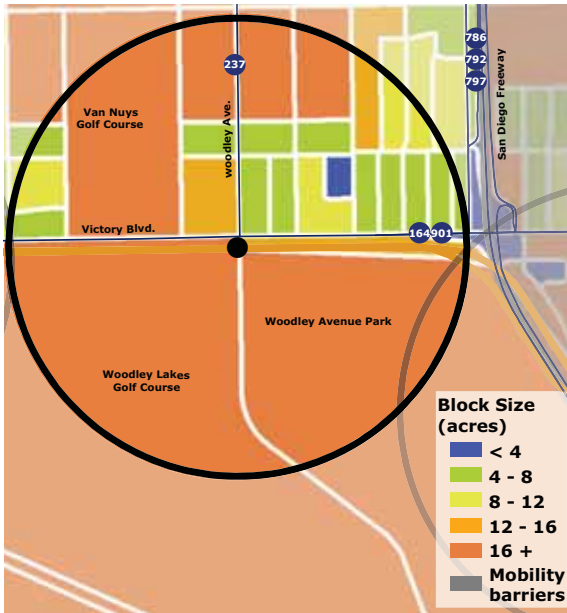 786
792
797
237
Van Nuys
Golf Course
woodley Ave.
San Diego Freeway
Victory Blvd.
164
901
Woodley Avenue Park
Woodley Lakes
Golf Course
Block Size
(acres)
< 4
4 - 8
8 - 12
12 - 16
16 +
Mobility
barriers